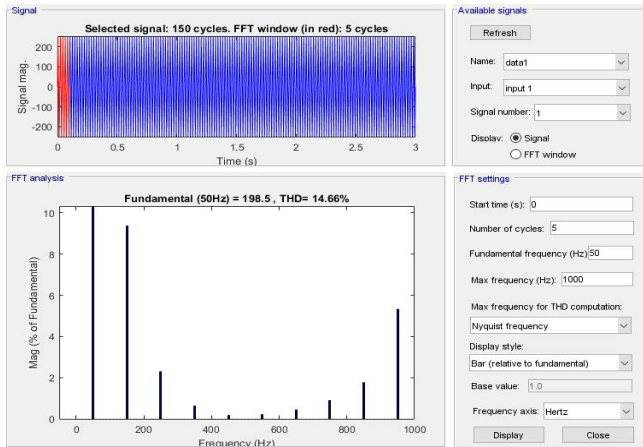 Signal
Selected signal: 150 cycles. FFT window (in red): 5 cycles
200
100
0
-100
-200
Signal mag.
0
0.5
1
1.5
2
2.5
3
Time (s)
Available signals
Refresh
Name: data1
Input: input 1
Signal number: 1
Display: Signal
FFT window
FFT analysis
Fundamental (50Hz) = 198.5 , THD= 14.66%
10
8
6
4
2
0
Mag (% of Fundamental)
0
200
400
600
800
1000
Frequency (Hz)
FFT settings
Start time (s): 0
Number of cycles: 5
Fundamental frequency (Hz) 50
Max frequency (Hz): 1000
Max frequency for THD computation:
Nyquist frequency
Display style:
Bar (relative to fundamental)
Base value: 1.0
Frequency axis: Hertz
Display
Close